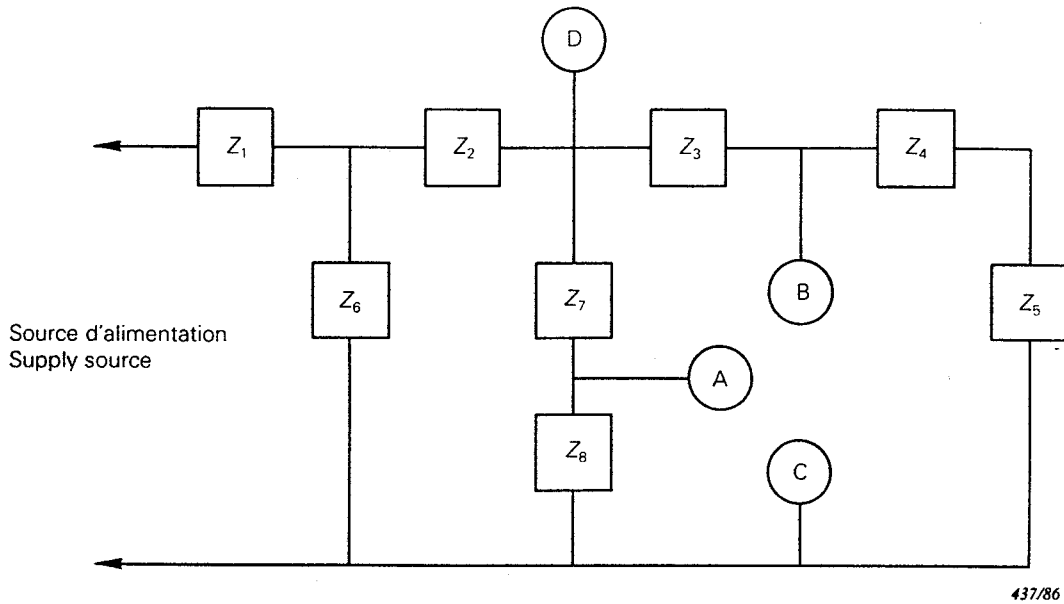 D
Z₁
Z₂
Z₃
Z₄
Z₆
Z₇
B
Z₅
Source d'alimentation
Supply source
A
Z₈
C
437/86